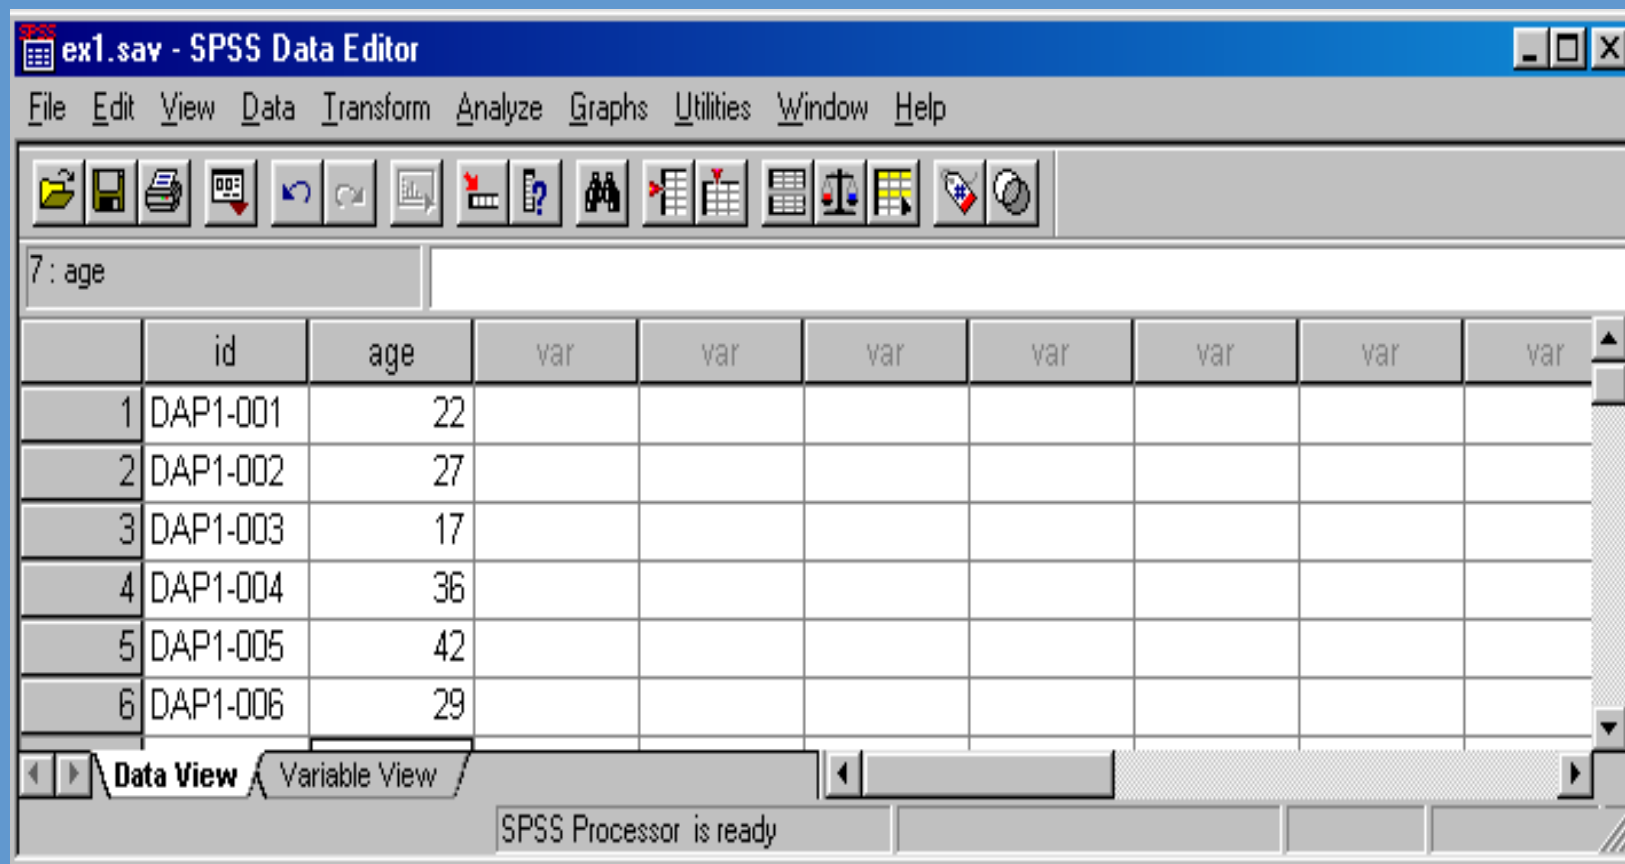 SPSS
ex1.sav - SPSS Data Editor
File Edit View Data Transform Analyze Graphs Utilities Window Help
7 : age
id age var var var var var var var
1 DAP1-001 22
2 DAP1-002 27
3 DAP1-003 17
4 DAP1-004 36
5 DAP1-005 42
6 DAP1-006 29
Data View Variable View
SPSS Processor is ready